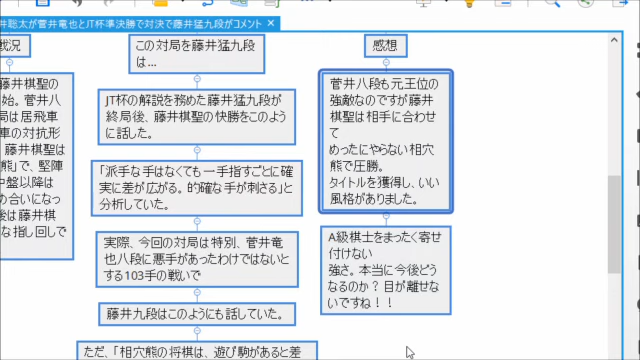 井聡太が菅井竜也とJT杯準決勝で対決で藤井猛九段がコメント
戦況
藤井棋聖の
始。菅井八
局は居飛車
車の対抗形
藤井棋聖は
熊」で、堅陣
中盤以降は
め合いになっ
後は藤井棋
な指し回しで
この対局を藤井猛九段
は…
JT杯の解説を務めた藤井猛九段が
終局後、藤井棋聖の快勝をこのよう
に話した。
「派手な手はなくても一手指すごとに確
実に差が広がる。的確な手が刺さる」と
分析していた。
実際、今回の対局は特別、菅井竜
也八段に悪手があったわけではないと
する103手の戦いで
藤井九段はこのようにも話していた。
ただ、「相穴熊の将棋は、遊び駒があると差
感想
菅井八段も元王位の
強敵なのですが藤井
棋聖は相手に合わせ
て
めったにやらない相穴
熊で圧勝。
タイトルを獲得し、いい
風格がありました。
A級棋士をまったく寄せ
付けない
強さ。本当に今後どう
なるのか？目が離せな
いですね！！